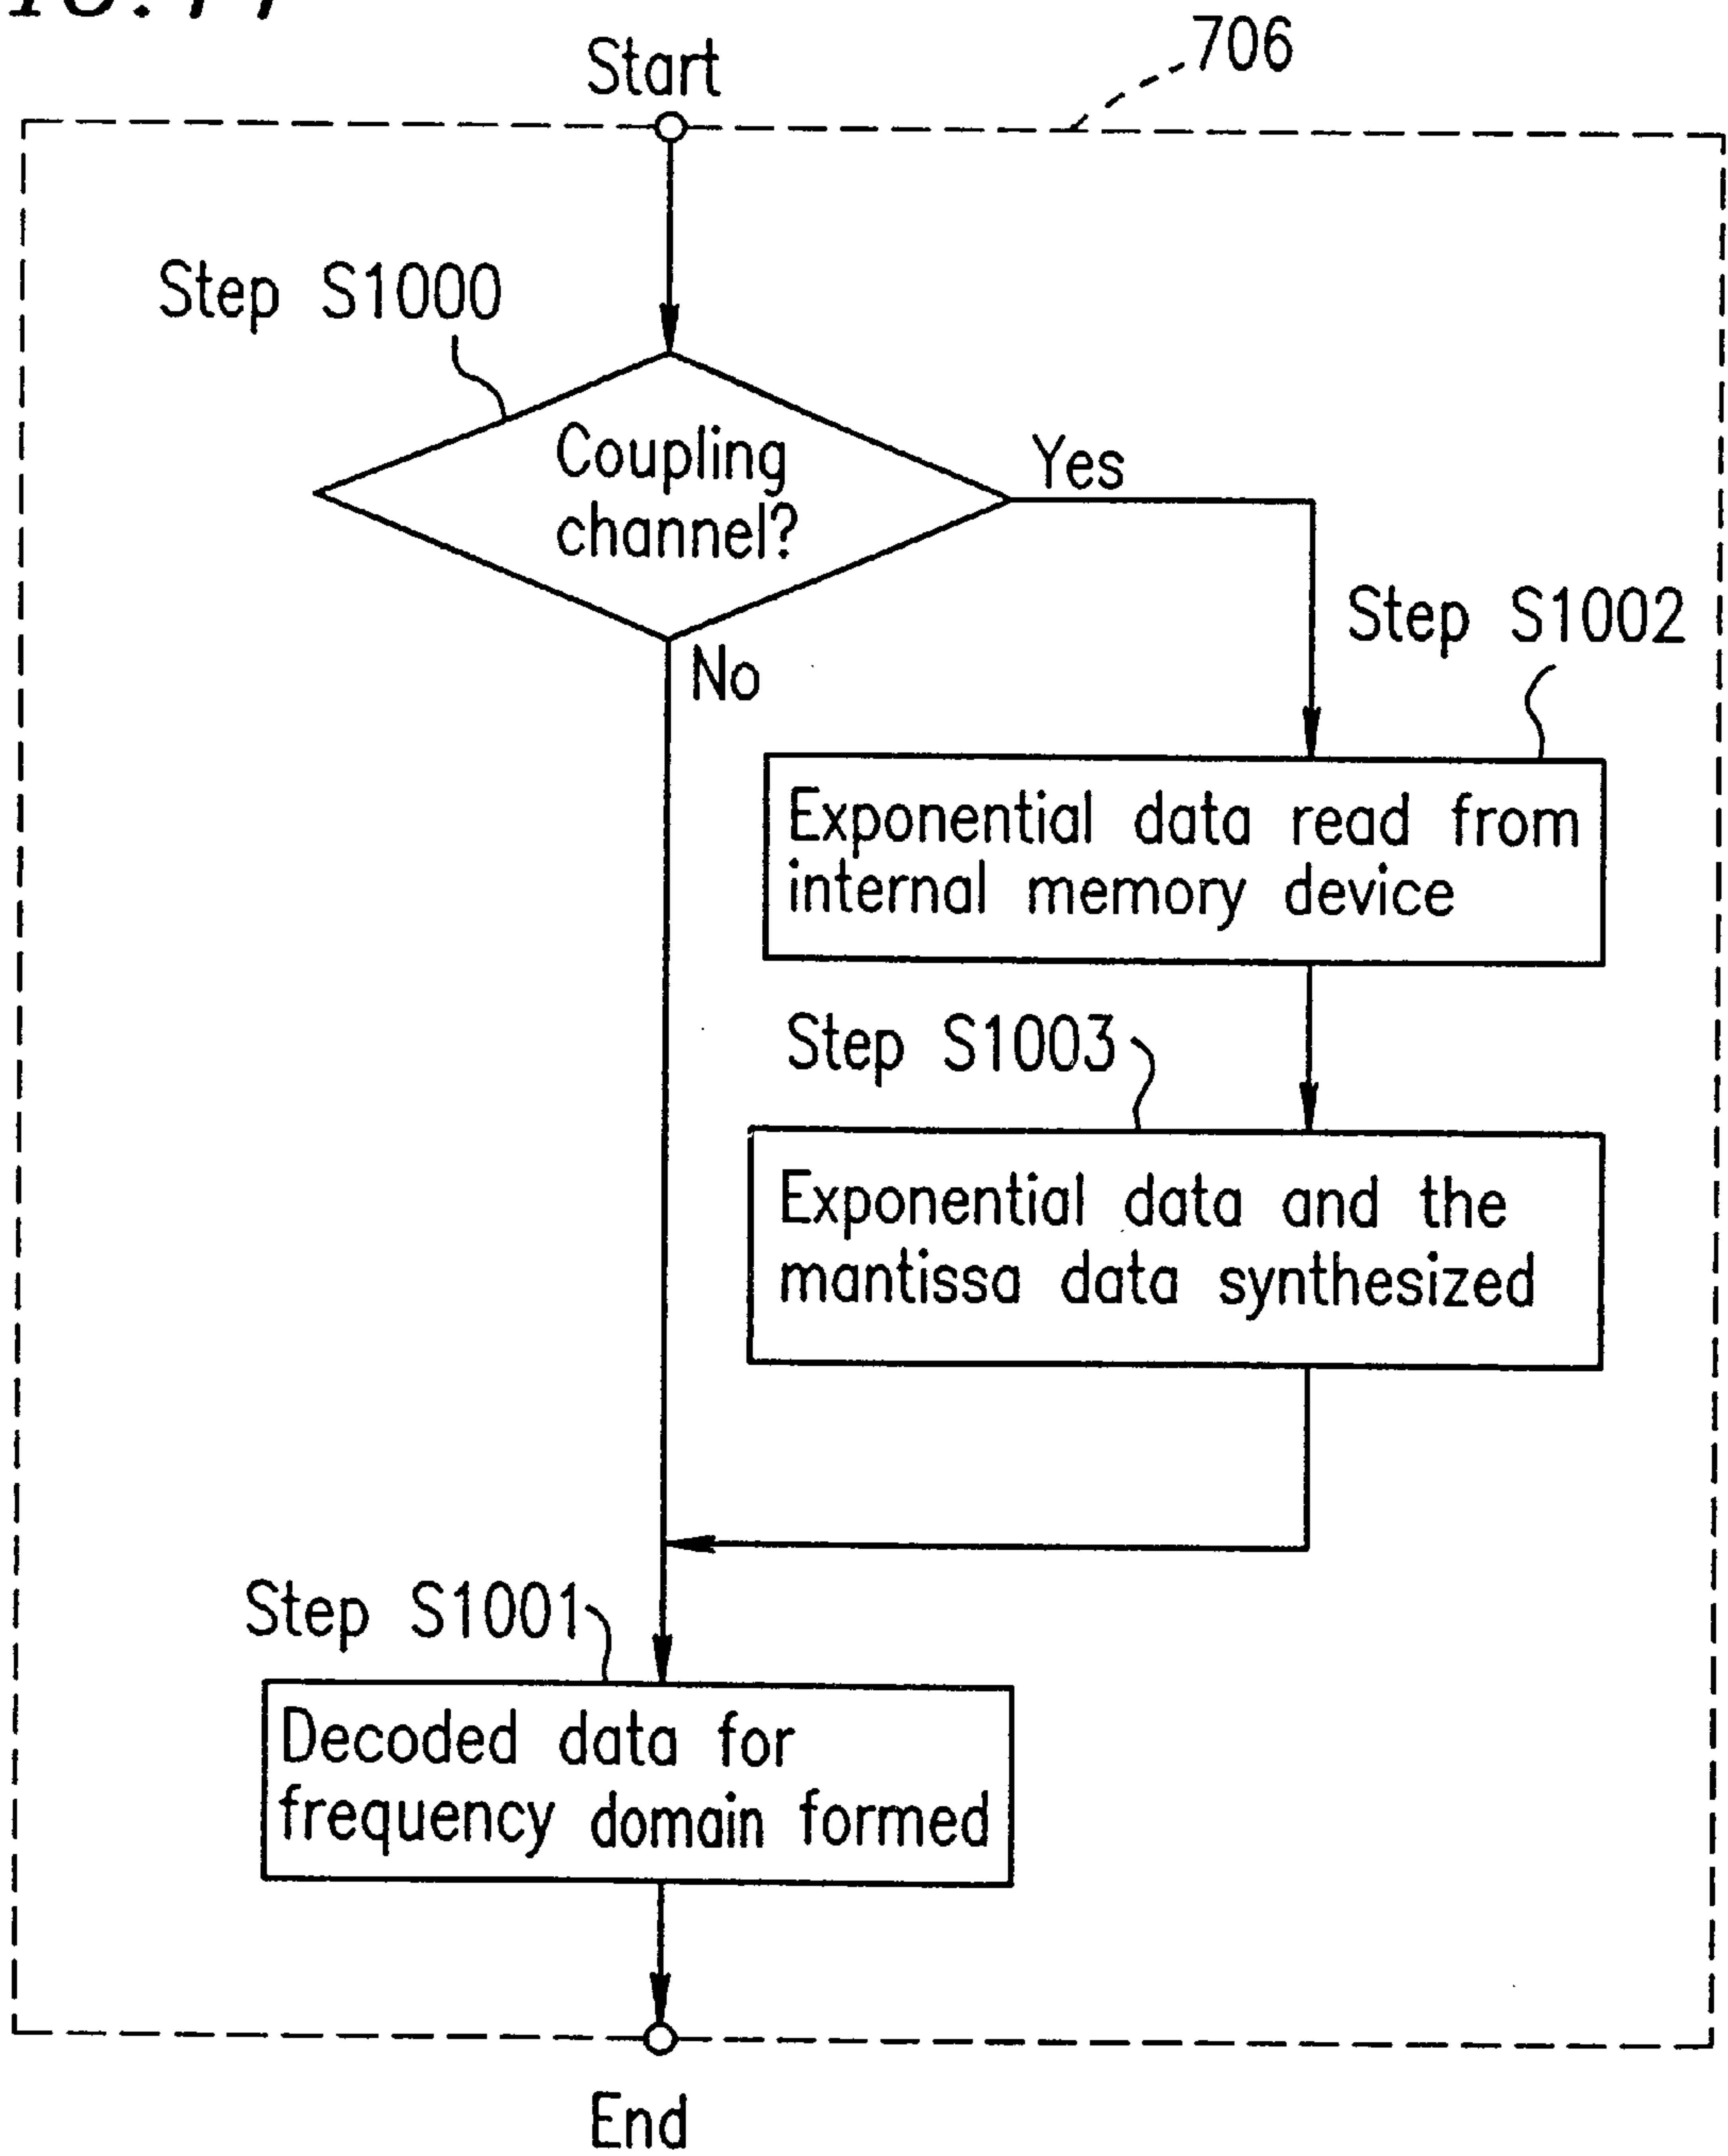 706
Start
Step S1000
Coupling
channel?
Yes
No
Step S1002
Exponential data read from
internal memory device
Step S1003
Exponential data and the
mantissa data synthesized
Step S1001
Decoded data for
frequency domain formed
End